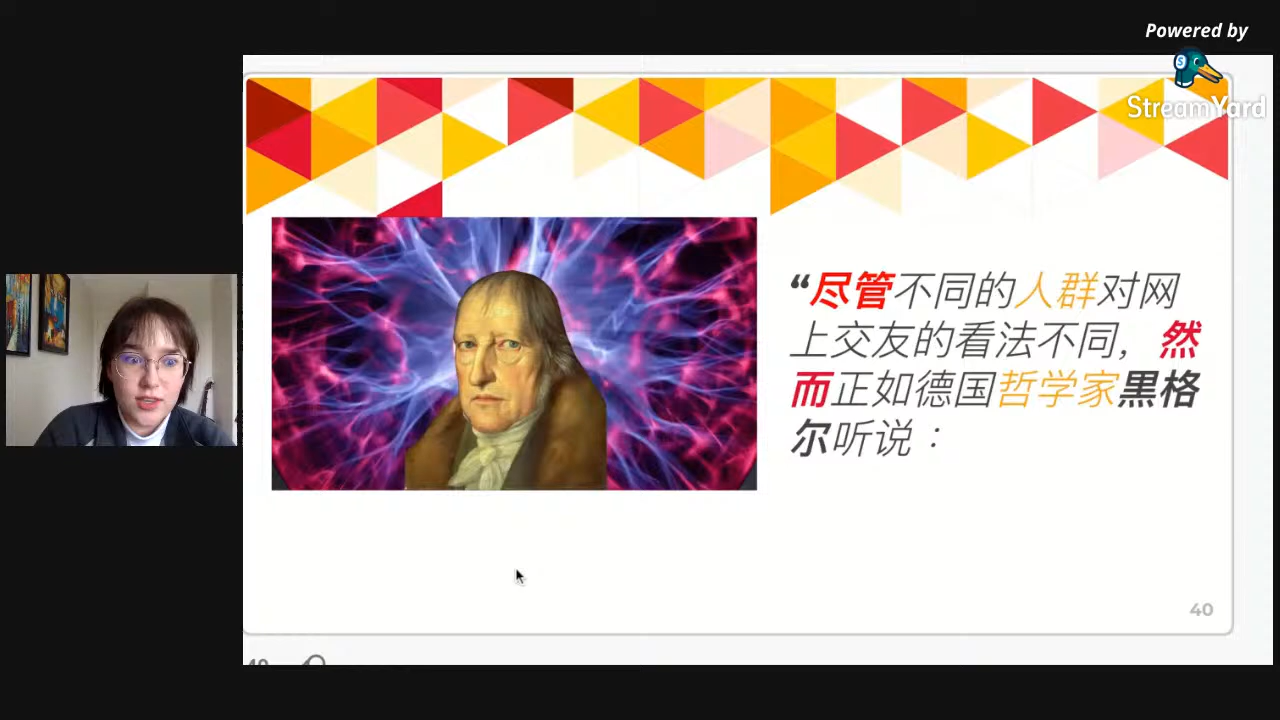 Powered by
StreamYard
“尽管不同的人群对网
上交友的看法不同，然
而正如德国哲学家黑格
尔听说：
40